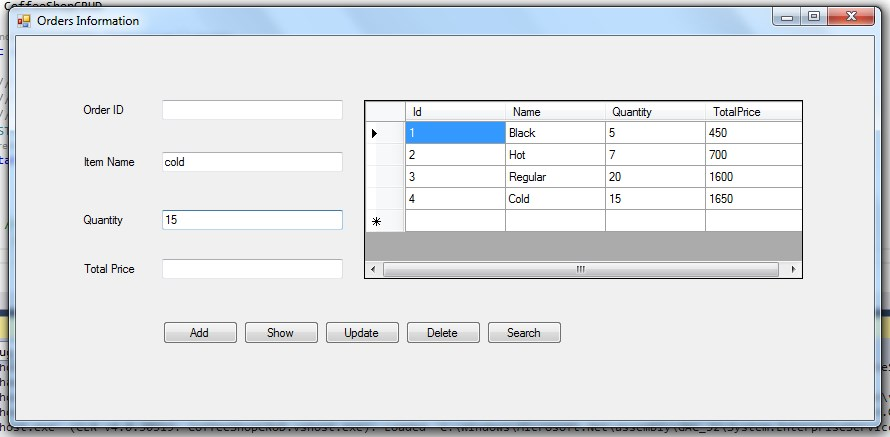 CoffeeShopCRUD
Orders Information
Order ID
Item Name cold
Quantity 15
Total Price
Id Name Quantity TotalPrice
1 Black 5 450
2 Hot 7 700
3 Regular 20 1600
4 Cold 15 1650
Add Show Update Delete Search